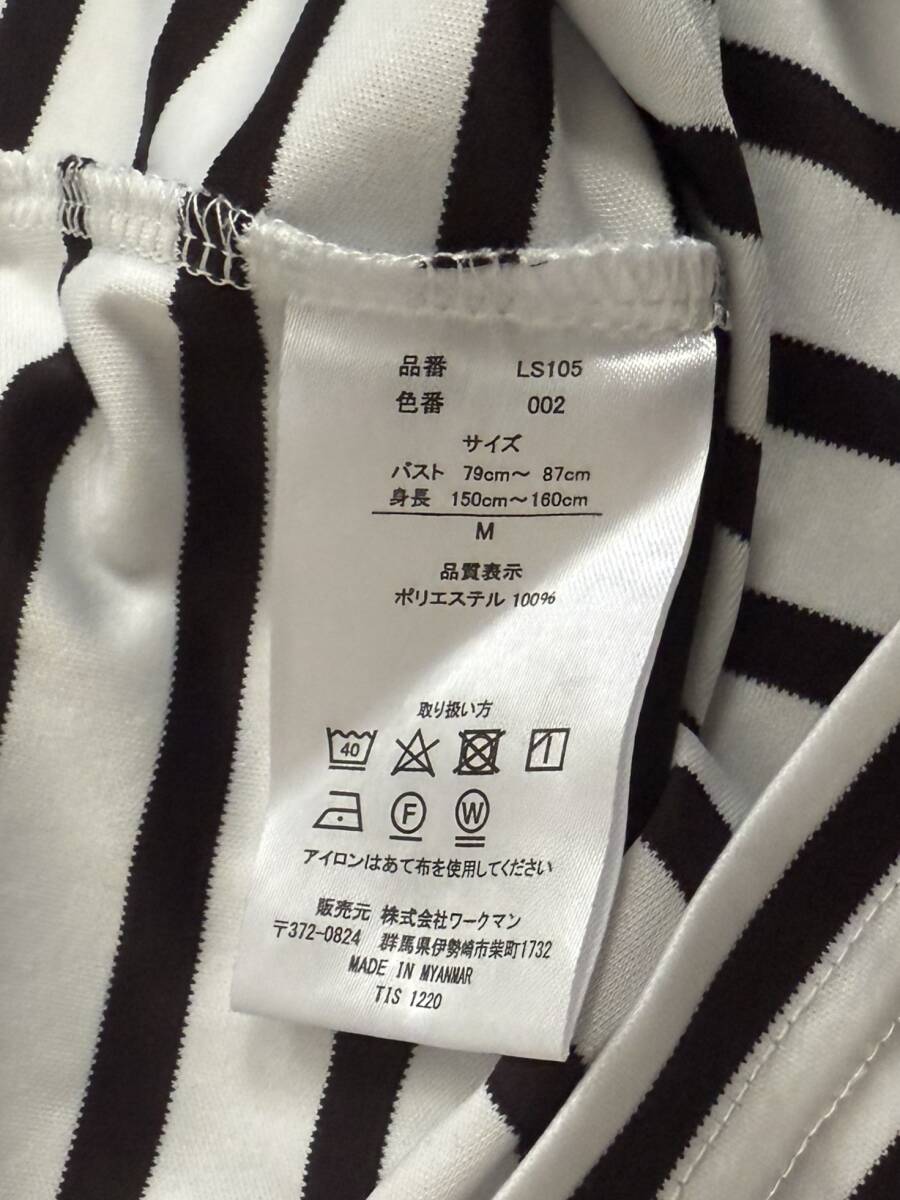 品番 LS105
色番 002
サイズ
バスト 79cm〜 87cm
身長 150cm〜160cm
M
品質表示
ポリエステル 100%
取り扱い方
40
F W
アイロンはあて布を使用してください
販売元 株式会社ワークマン
〒372-0824 群馬県伊勢崎市柴町1732
MADE IN MYANMAR
TIS 1220